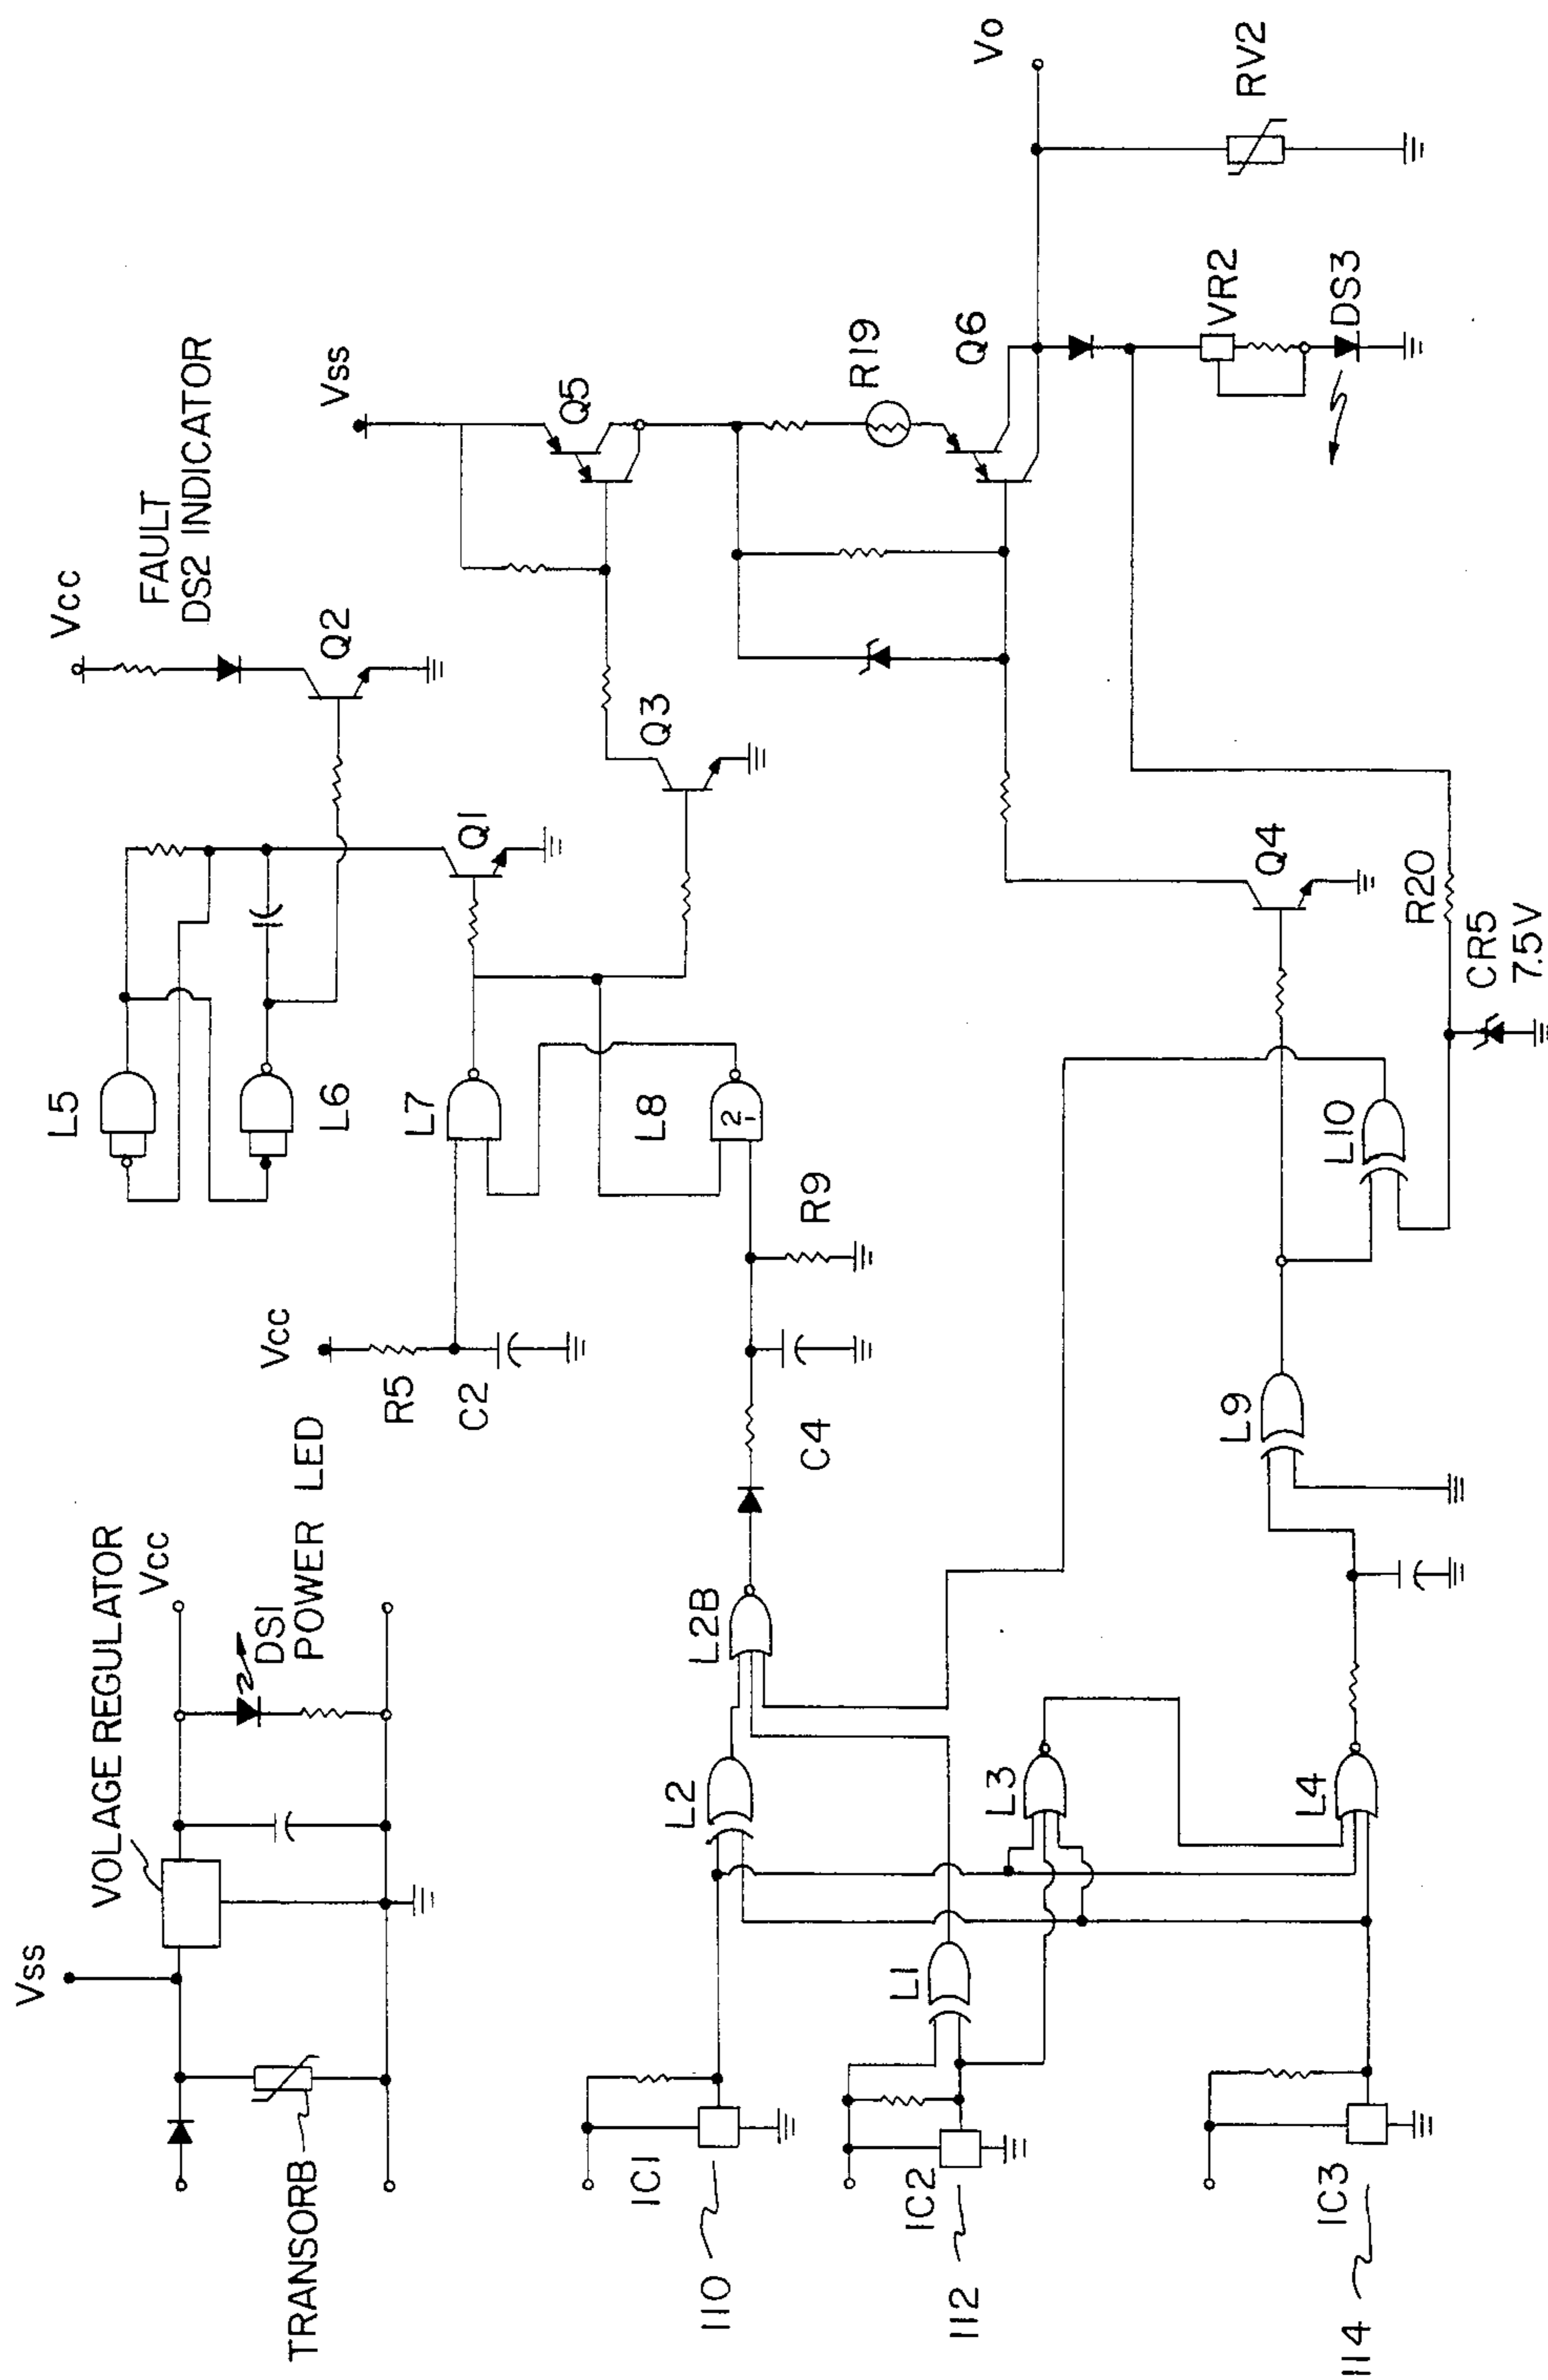 Vss
VOLAGE REGULATOR
Vcc
DS1
POWER LED
TRANSORB
Vcc
R5
C2
L5
L6
L7
L8
2
1
R9
C4
Q1
Vcc
FAULT
DS2 INDICATOR
Q2
Q3
Vss
Q5
R19
Q6
Vo
RV2
VR2
DS3
IC1
110
IC2
112
IC3
114
L1
L2
L2B
L3
L4
L9
L10
Q4
R20
CR5
7.5V